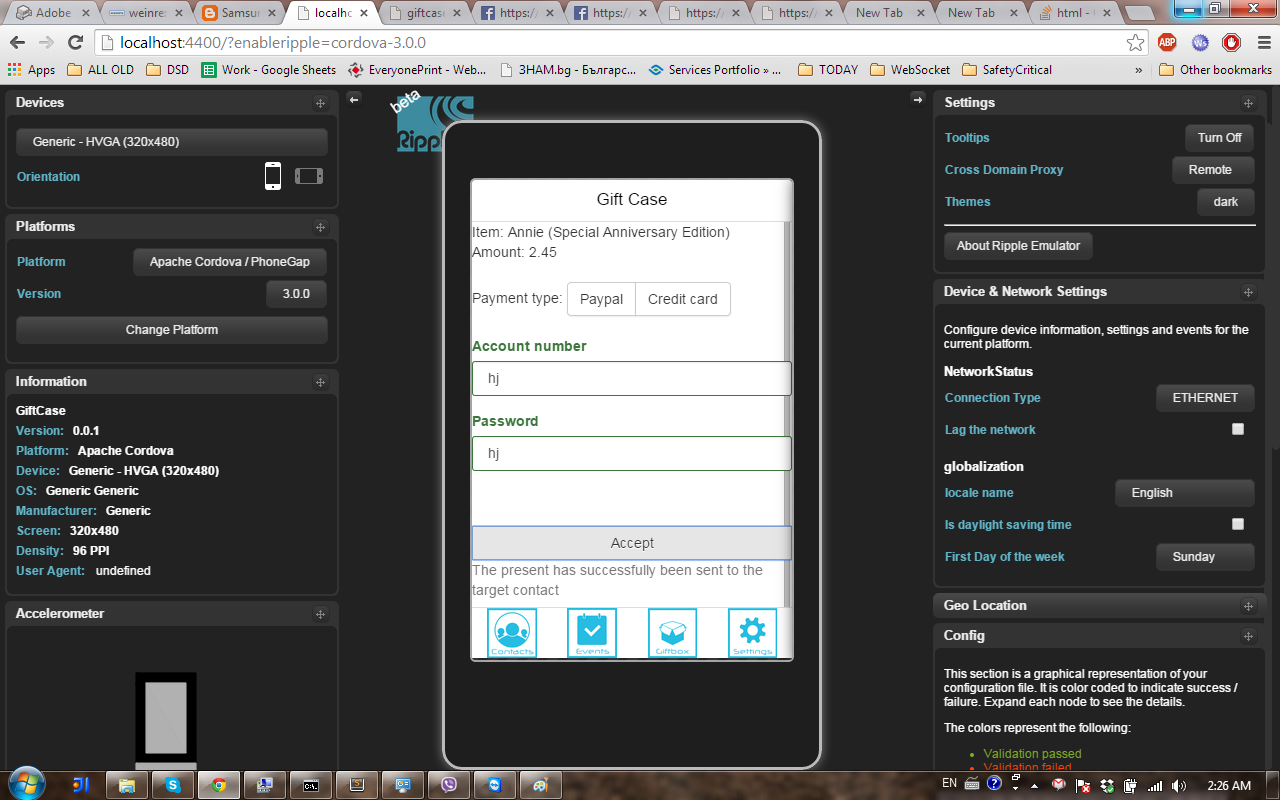 Adobe
weinre
Samsu
localho
giftcas
https:/
https:/
https:/
https:/
New Tab
New Tab
html -
localhost:4400/?enableripple=cordova-3.0.0
ABP
Apps
ALL OLD
DSD
Work - Google Sheets
EveryonePrint - Web...
ЗНАМ.bg - Българс...
Services Portfolio » ...
TODAY
WebSocket
SafetyCritical
»
Other bookmarks
Devices
Generic - HVGA (320x480)
Orientation
Platforms
Platform Apache Cordova / PhoneGap
Version 3.0.0
Change Platform
Information
GiftCase
Version: 0.0.1
Platform: Apache Cordova
Device: Generic - HVGA (320x480)
OS: Generic Generic
Manufacturer: Generic
Screen: 320x480
Density: 96 PPI
User Agent: undefined
Accelerometer
beta
Ripple
Gift Case
Item: Annie (Special Anniversary Edition)
Amount: 2.45
Payment type: Paypal Credit card
Account number
hj
Password
hj
Accept
The present has successfully been sent to the
target contact
Contacts Events Giftbox Settings
Settings
Tooltips Turn Off
Cross Domain Proxy Remote
Themes dark
About Ripple Emulator
Device & Network Settings
Configure device information, settings and events for the
current platform.
NetworkStatus
Connection Type ETHERNET
Lag the network
globalization
locale name English
Is daylight saving time
First Day of the week Sunday
Geo Location
Config
This section is a graphical representation of your
configuration file. It is color coded to indicate success /
failure. Expand each node to see the details.
The colors represent the following:
Validation passed
Validation failed
EN
2:26 AM